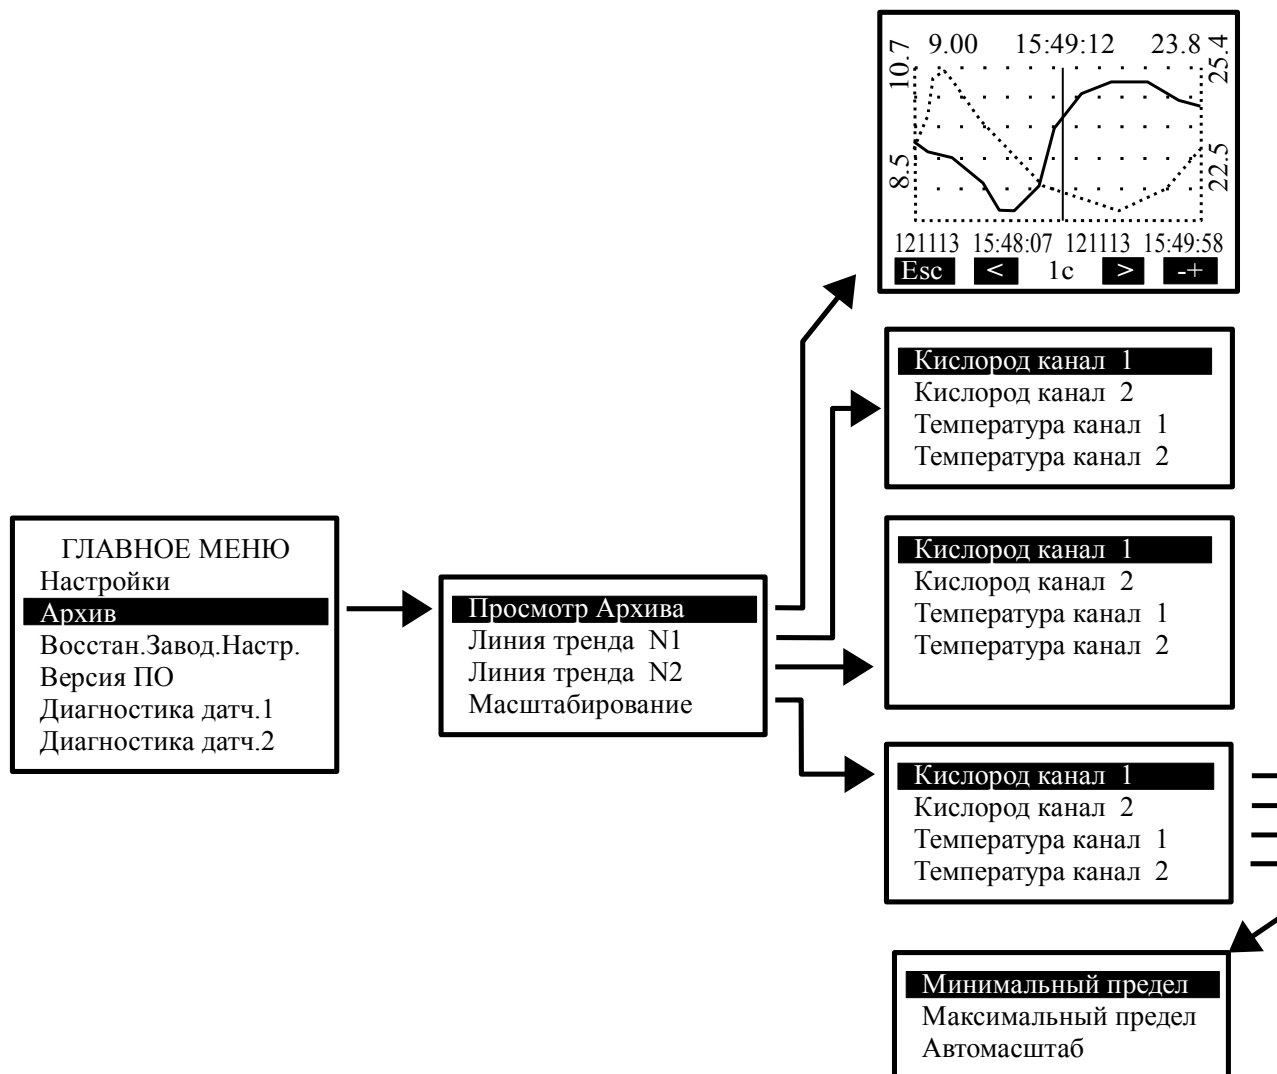 ГЛАВНОЕ МЕНЮ
Настройки
Архив
Восстан.Завод.Настр.
Версия ПО
Диагностика датч.1
Диагностика датч.2
Просмотр Архива
Линия тренда N1
Линия тренда N2
Масштабирование
10.7 9.00 15:49:12 23.8 25.4
8.5 22.5
121113 15:48:07 121113 15:49:58
Esc < 1с > -+
Кислород канал 1
Кислород канал 2
Температура канал 1
Температура канал 2
Кислород канал 1
Кислород канал 2
Температура канал 1
Температура канал 2
Кислород канал 1
Кислород канал 2
Температура канал 1
Температура канал 2
Минимальный предел
Максимальный предел
Автомасштаб